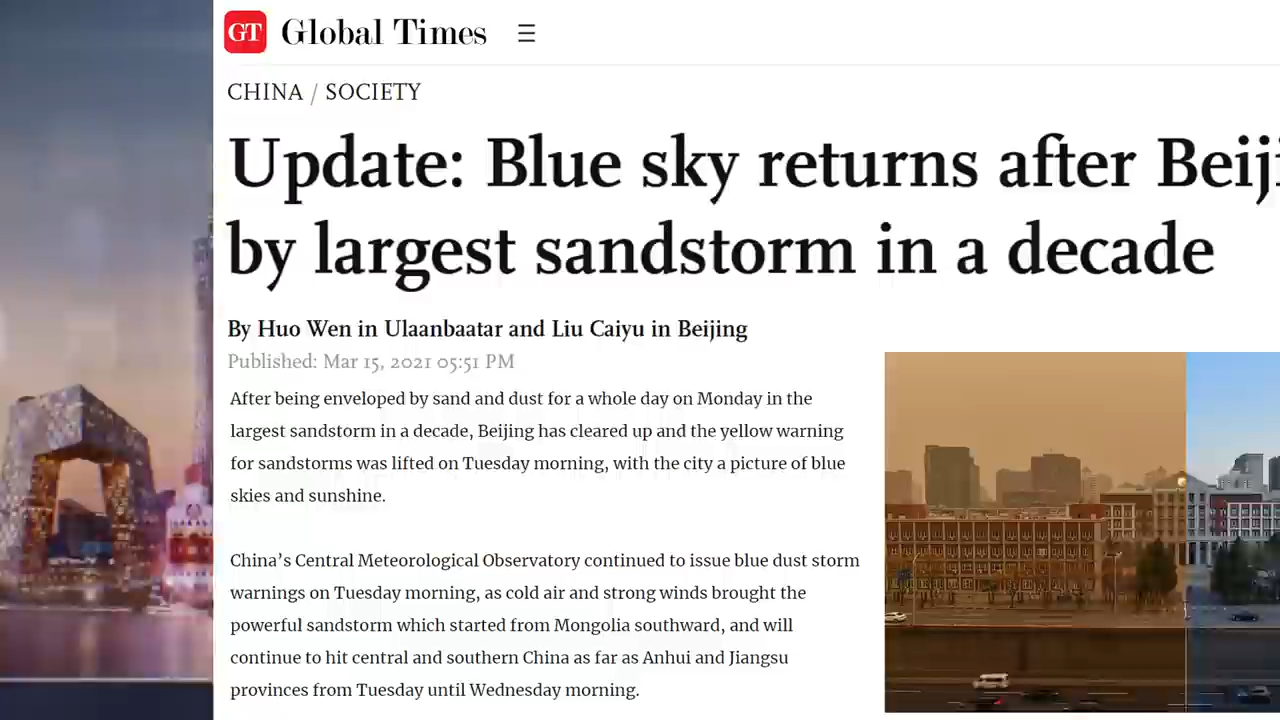 GT Global Times
CHINA / SOCIETY
Update: Blue sky returns after
by largest sandstorm in a decade
By Huo Wen in Ulaanbaatar and Liu Caiyu in Beijing
Published: Mar 15, 2021 05:51 PM
After being enveloped by sand and dust for a whole day on Monday in the
largest sandstorm in a decade, Beijing has cleared up and the yellow warning
for sandstorms was lifted on Tuesday morning, with the city a picture of blue
skies and sunshine.
China's Central Meteorological Observatory continued to issue blue dust storm
warnings on Tuesday morning, as cold air and strong winds brought the
powerful sandstorm which started from Mongolia southward, and will
continue to hit central and southern China as far as Anhui and Jiangsu
provinces from Tuesday until Wednesday morning.